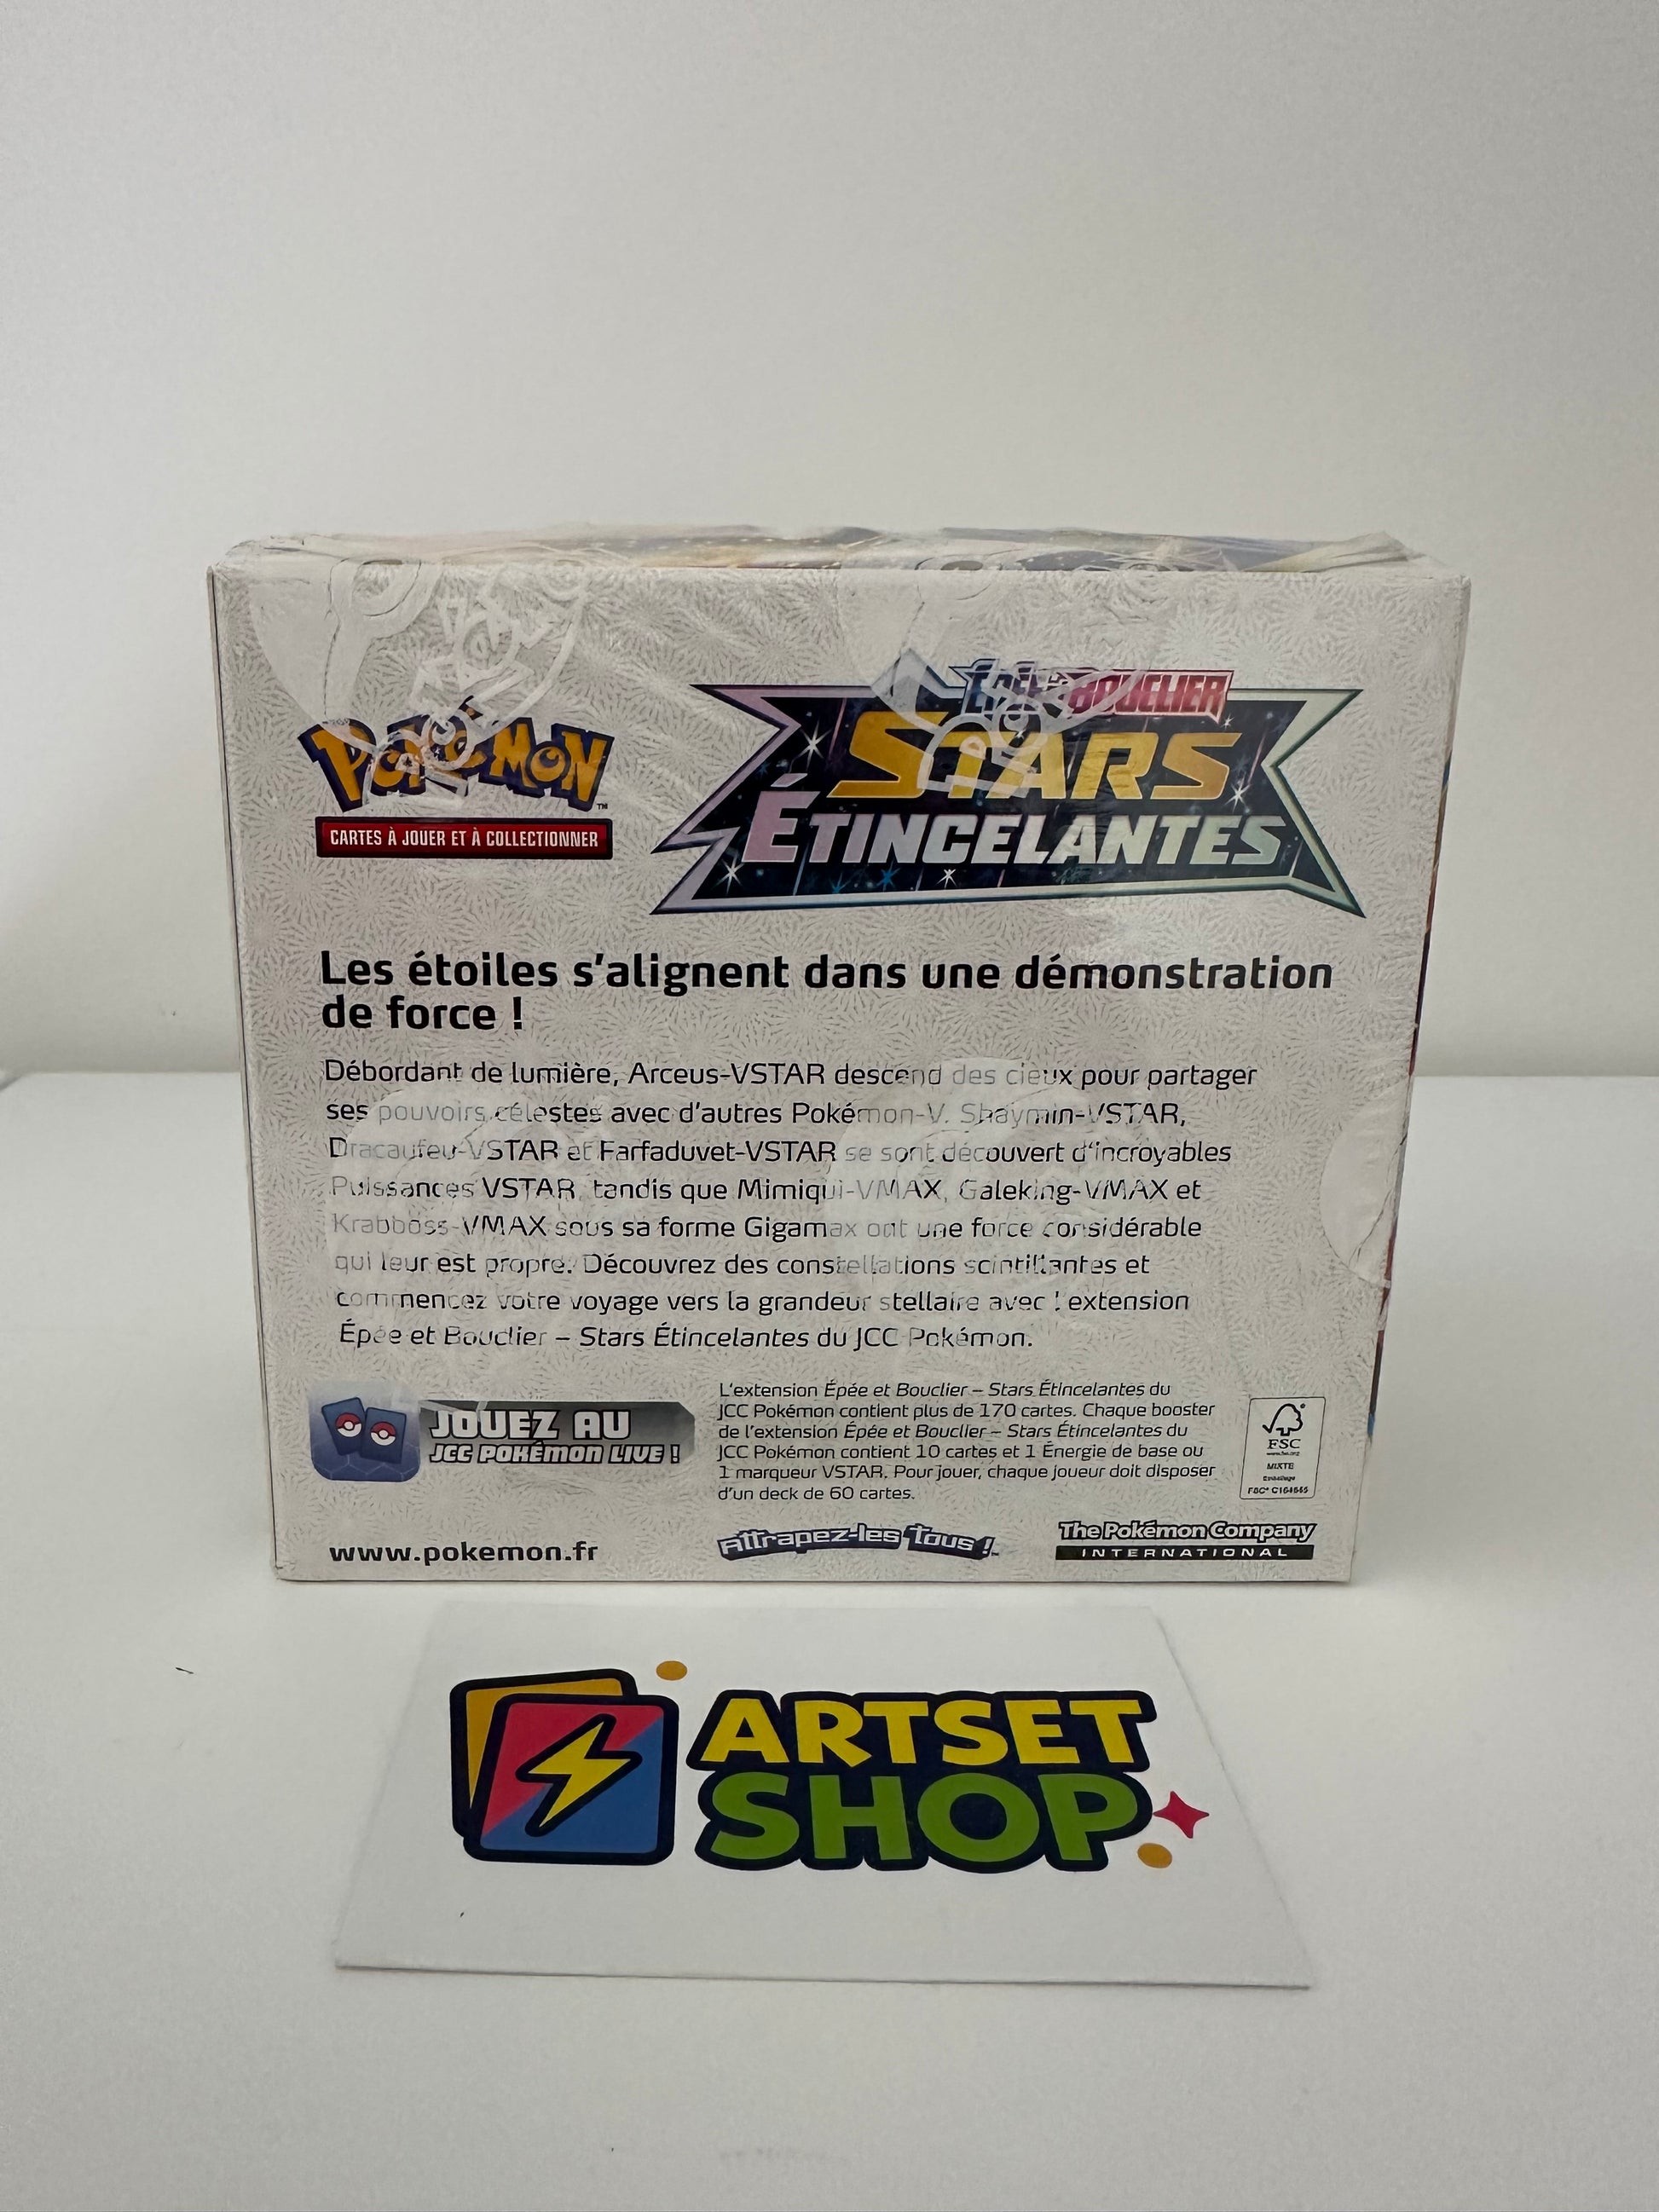 POKÉMON™
CARTES À JOUER ET À COLLECTIONNER
ÉPÉE BOUCLIER
STARS
ÉTINCELANTES
Les étoiles s'alignent dans une démonstration
de force !
Débordant de lumière, Arceus-VSTAR descend des cieux pour partager
ses pouvoirs célestes avec d'autres Pokémon-V. Shaymin-VSTAR,
Dracaufeu-VSTAR et Farfaduvet-VSTAR se sont découvert d'incroyables
Puissances VSTAR, tandis que Mimiqui-VMAX, Galeking-VMAX et
Krabboss-VMAX sous sa forme Gigamax ont une force considérable
qui leur est propre. Découvrez des constellations scintillantes et
commencez votre voyage vers la grandeur stellaire avec l'extension
Épée et Bouclier – Stars Étincelantes du JCC Pokémon.
JOUEZ AU
JCC POKÉMON LIVE !
L'extension Épée et Bouclier – Stars Étincelantes du
JCC Pokémon contient plus de 170 cartes. Chaque booster
de l'extension Épée et Bouclier – Stars Étincelantes du
JCC Pokémon contient 10 cartes et 1 Énergie de base ou
1 marqueur VSTAR. Pour jouer, chaque joueur doit disposer
d'un deck de 60 cartes.
FSC
www.fsc.org
MIXTE
Emballage
www.pokemon.fr
Attrapez-les tous !
The Pokémon Company
INTERNATIONAL
ARTSET
SHOP